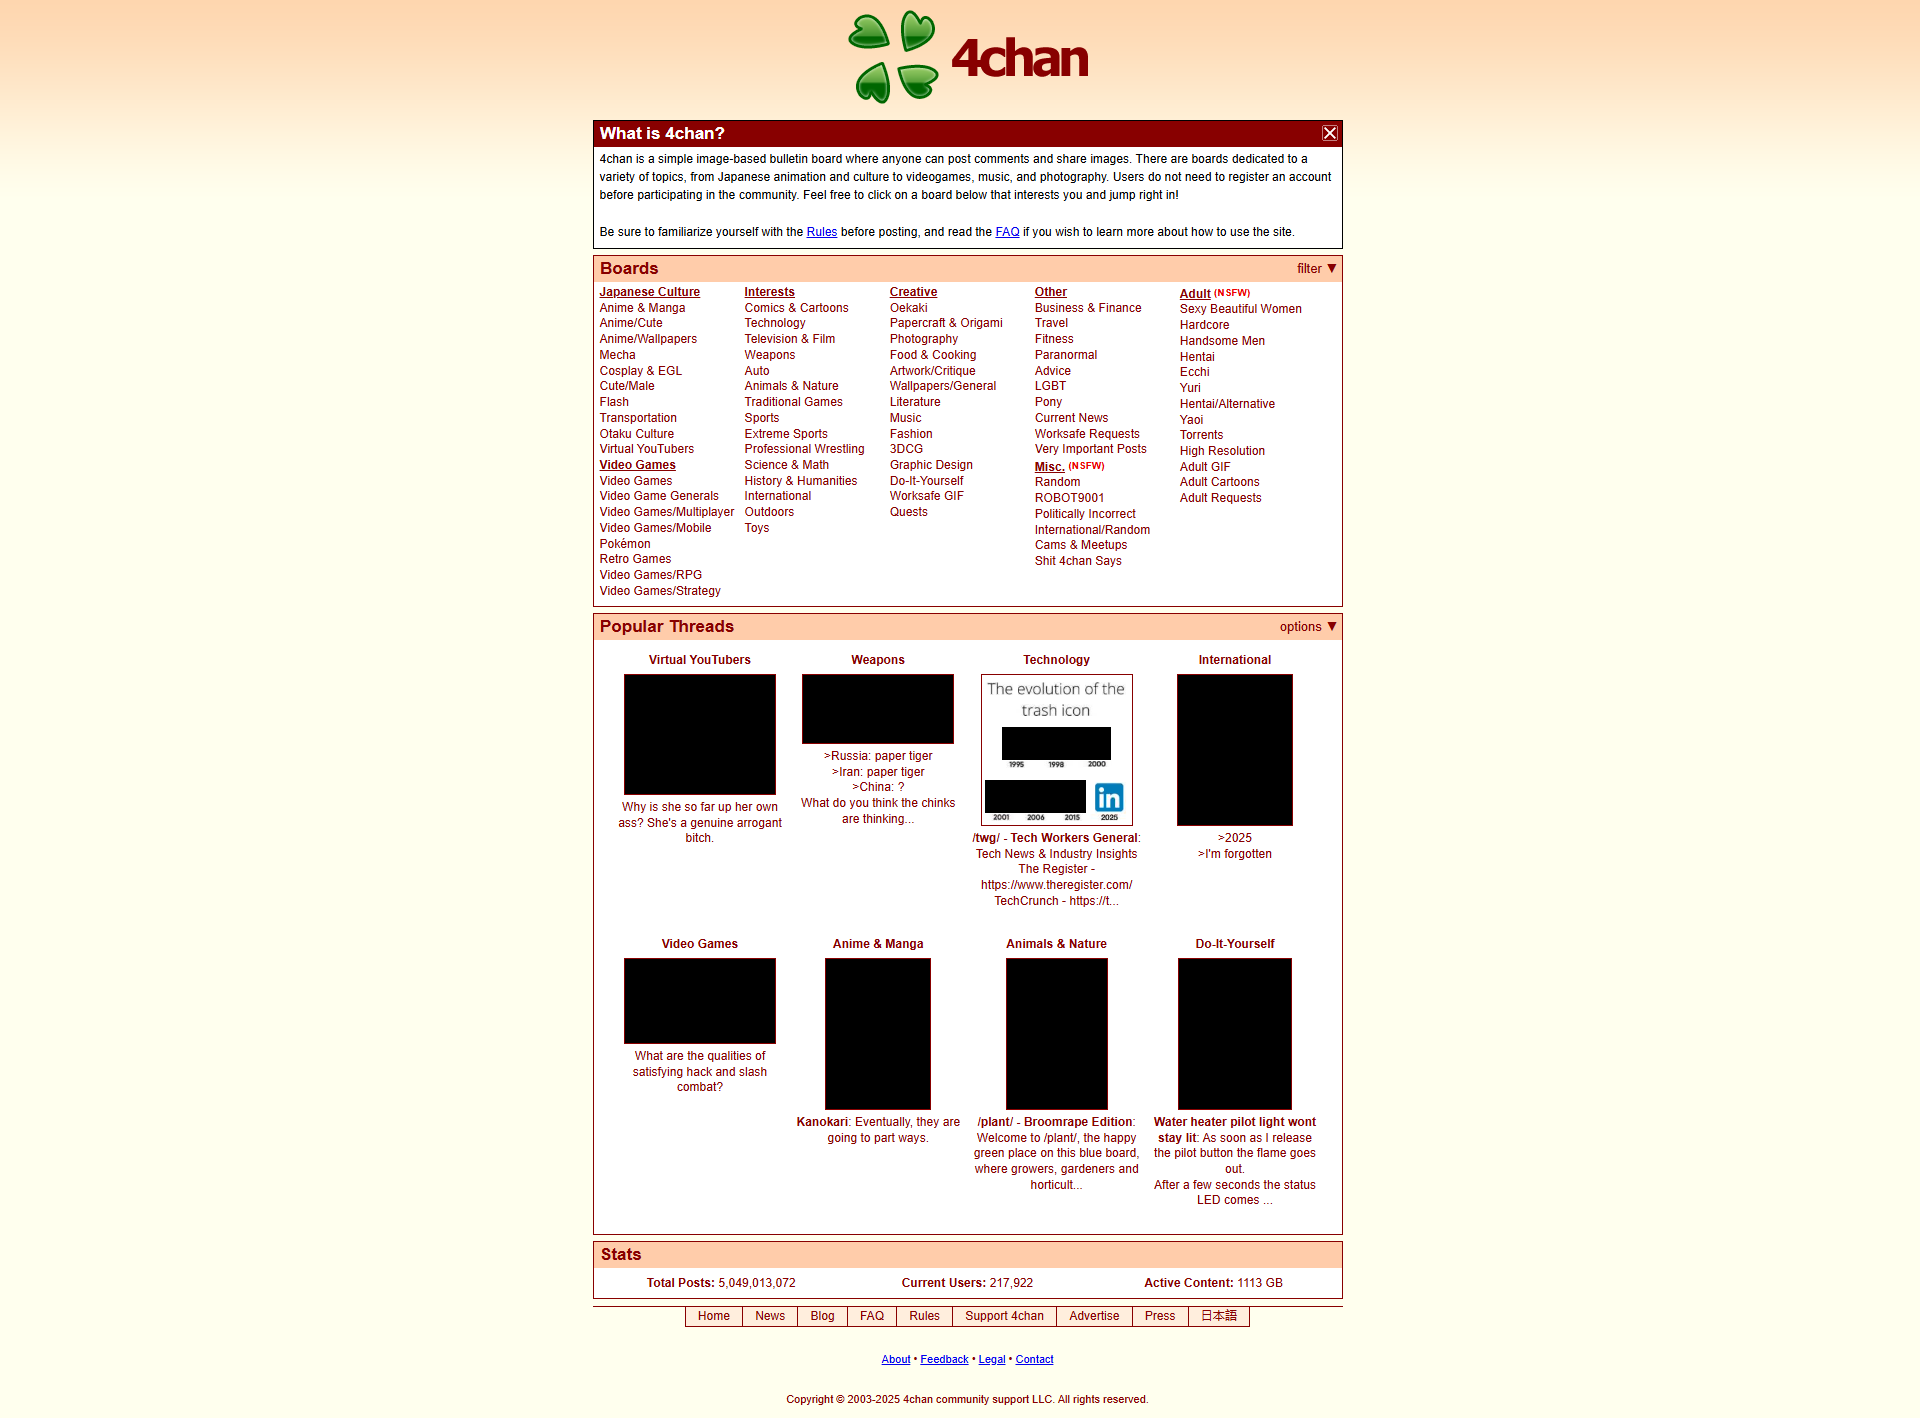 4chan
What is 4chan?
4chan is a simple image-based bulletin board where anyone can post comments and share images. There are boards dedicated to a
variety of topics, from Japanese animation and culture to videogames, music, and photography. Users do not need to register an account
before participating in the community. Feel free to click on a board below that interests you and jump right in!
Be sure to familiarize yourself with the Rules before posting, and read the FAQ if you wish to learn more about how to use the site.
Boards
filter ▼
Japanese Culture
Anime & Manga
Anime/Cute
Anime/Wallpapers
Mecha
Cosplay & EGL
Cute/Male
Flash
Transportation
Otaku Culture
Virtual YouTubers
Video Games
Video Games
Video Game Generals
Video Games/Multiplayer
Video Games/Mobile
Pokémon
Retro Games
Video Games/RPG
Video Games/Strategy
Interests
Comics & Cartoons
Technology
Television & Film
Weapons
Auto
Animals & Nature
Traditional Games
Sports
Extreme Sports
Professional Wrestling
Science & Math
History & Humanities
International
Outdoors
Toys
Creative
Oekaki
Papercraft & Origami
Photography
Food & Cooking
Artwork/Critique
Wallpapers/General
Literature
Music
Fashion
3DCG
Graphic Design
Do-It-Yourself
Worksafe GIF
Quests
Other
Business & Finance
Travel
Fitness
Paranormal
Advice
LGBT
Pony
Current News
Worksafe Requests
Very Important Posts
Misc. (NSFW)
Random
ROBOT9001
Politically Incorrect
International/Random
Cams & Meetups
Shit 4chan Says
Adult (NSFW)
Sexy Beautiful Women
Hardcore
Handsome Men
Hentai
Ecchi
Yuri
Hentai/Alternative
Yaoi
Torrents
High Resolution
Adult GIF
Adult Cartoons
Adult Requests
Popular Threads
options ▼
Virtual YouTubers
Why is she so far up her own
ass? She's a genuine arrogant
bitch.
Weapons
>Russia: paper tiger
>Iran: paper tiger
>China: ?
What do you think the chinks
are thinking...
Technology
The evolution of the
trash icon
1995 1998 2000
in
2001 2006 2015 2025
/twg/ - Tech Workers General:
Tech News & Industry Insights
The Register -
https://www.theregister.com/
TechCrunch - https://t...
International
>2025
>I'm forgotten
Video Games
What are the qualities of
satisfying hack and slash
combat?
Anime & Manga
Kanokari: Eventually, they are
going to part ways.
Animals & Nature
/plant/ - Broomrape Edition:
Welcome to /plant/, the happy
green place on this blue board,
where growers, gardeners and
horticult...
Do-It-Yourself
Water heater pilot light wont
stay lit: As soon as I release
the pilot button the flame goes
out.
After a few seconds the status
LED comes ...
Stats
Total Posts: 5,049,013,072
Current Users: 217,922
Active Content: 1113 GB
Home
News
Blog
FAQ
Rules
Support 4chan
Advertise
Press
日本語
About • Feedback • Legal • Contact
Copyright © 2003-2025 4chan community support LLC. All rights reserved.